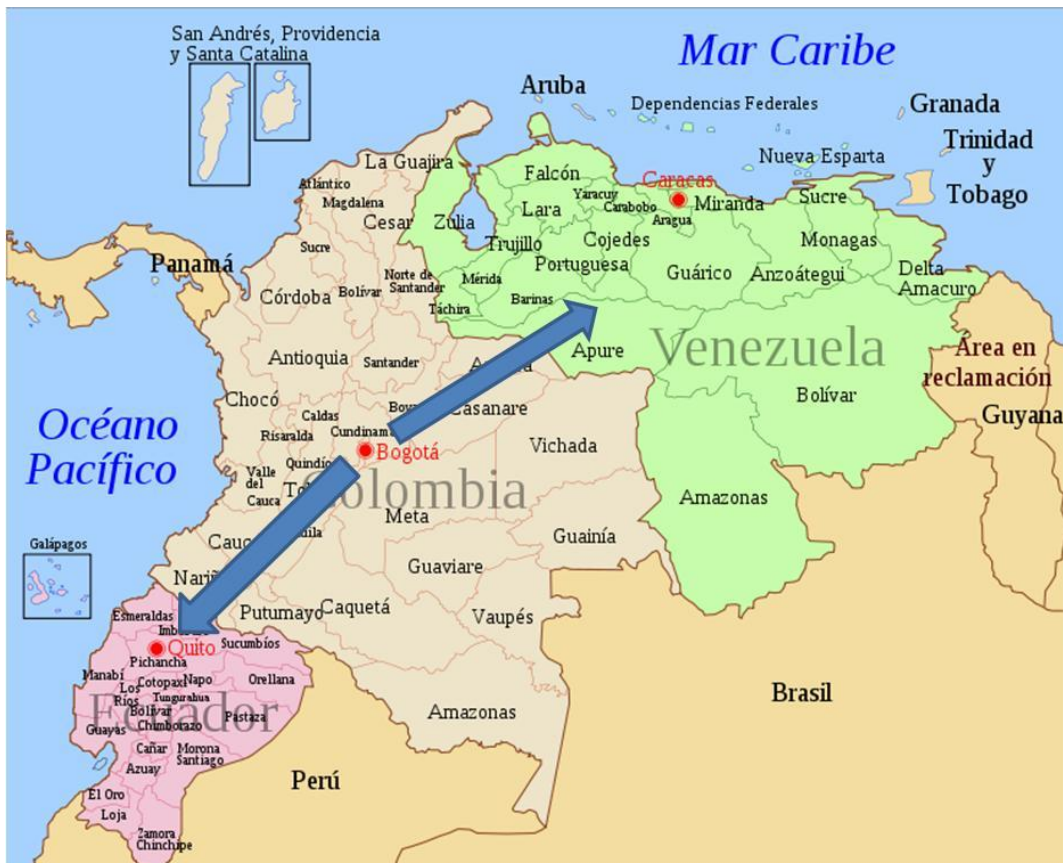 San Andrés, Providencia
y Santa Catalina
Mar Caribe
Aruba
Dependencias Federales
Granada
Trinidad
y
Tobago
Nueva Esparta
La Guajira
Falcón
Caracas
Atlántico
Magdalena
Cesar
Zulia
Lara
Yaracuy
Carabobo
Aragua
Miranda
Sucre
Sucre
Trujillo
Cojedes
Monagas
Panamá
Portuguesa
Guárico
Anzoátegui
Delta
Amacuro
Norte de
Santander
Mérida
Córdoba
Bolívar
Táchira
Barinas
Antioquia
Santander
Apure
Venezuela
Área en
reclamación
Bolívar
Chocó
Caldas
Casanare
Guyana
Océano
Pacífico
Risaralda
Cundinam
Bogotá
Vichada
Quindío
Valle
del
Cauca
Colombia
Amazonas
Meta
Guainía
Galápagos
Guaviare
Putumayo
Caquetá
Vaupés
Esmeraldas
Quito
Sucumbíos
Pichancha
Manabí
Cotopaxi
Napo
Orellana
Los
Ríos
Tungurahua
Bolívar
Ecuador
Pastaza
Guayas
Chimborazo
Amazonas
Brasil
Cañar
Morona
Santiago
Azuay
Perú
El Oro
Loja
Zamora
Chinchipe